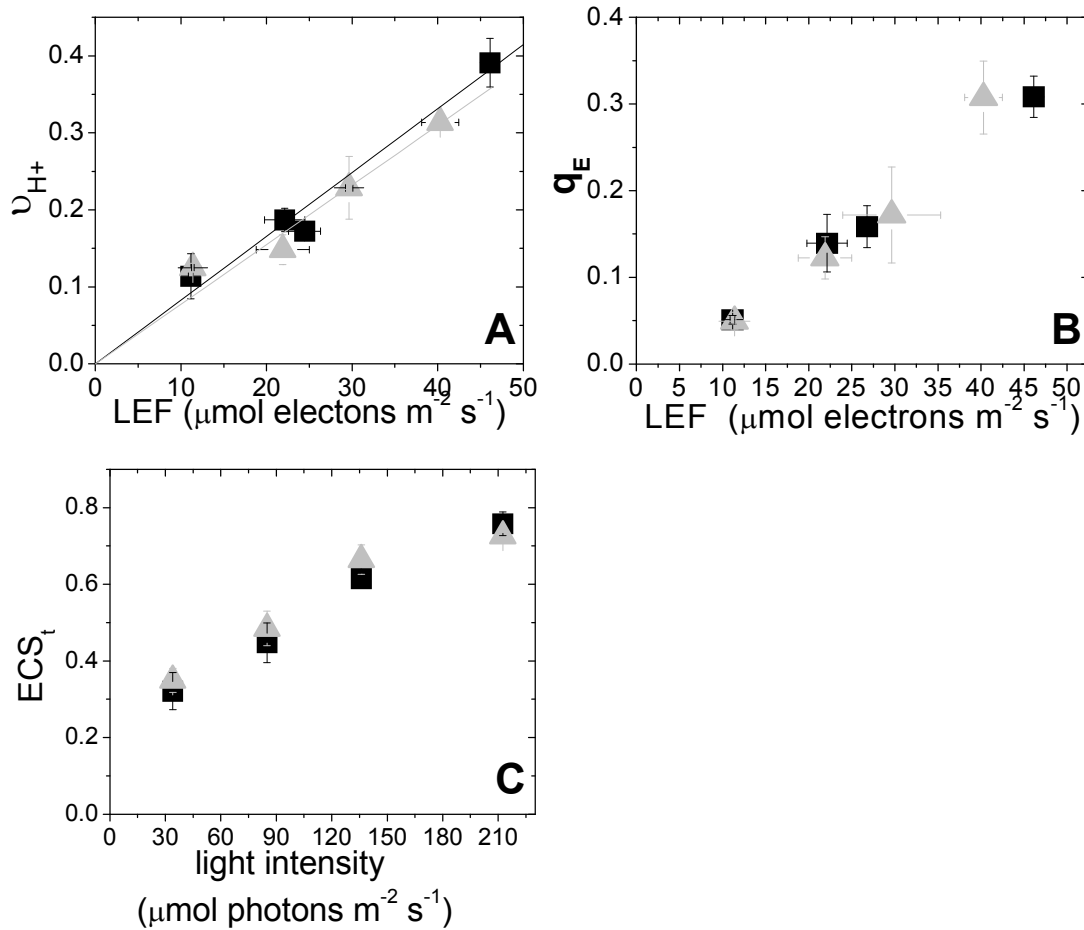 0.4
0.3
0.2
0.1
0.0
υH+
A
0 10 20 30 40 50
LEF (μmol electons m-2 s-1)
0.4
0.3
0.2
0.1
0.0
qE
B
0 5 10 15 20 25 30 35 40 45 50
LEF (μmol electrons m-2 s-1)
0.8
0.6
0.4
0.2
0.0
ECSt
C
0 30 60 90 120 150 180 210
light intensity
(μmol photons m-2 s-1)